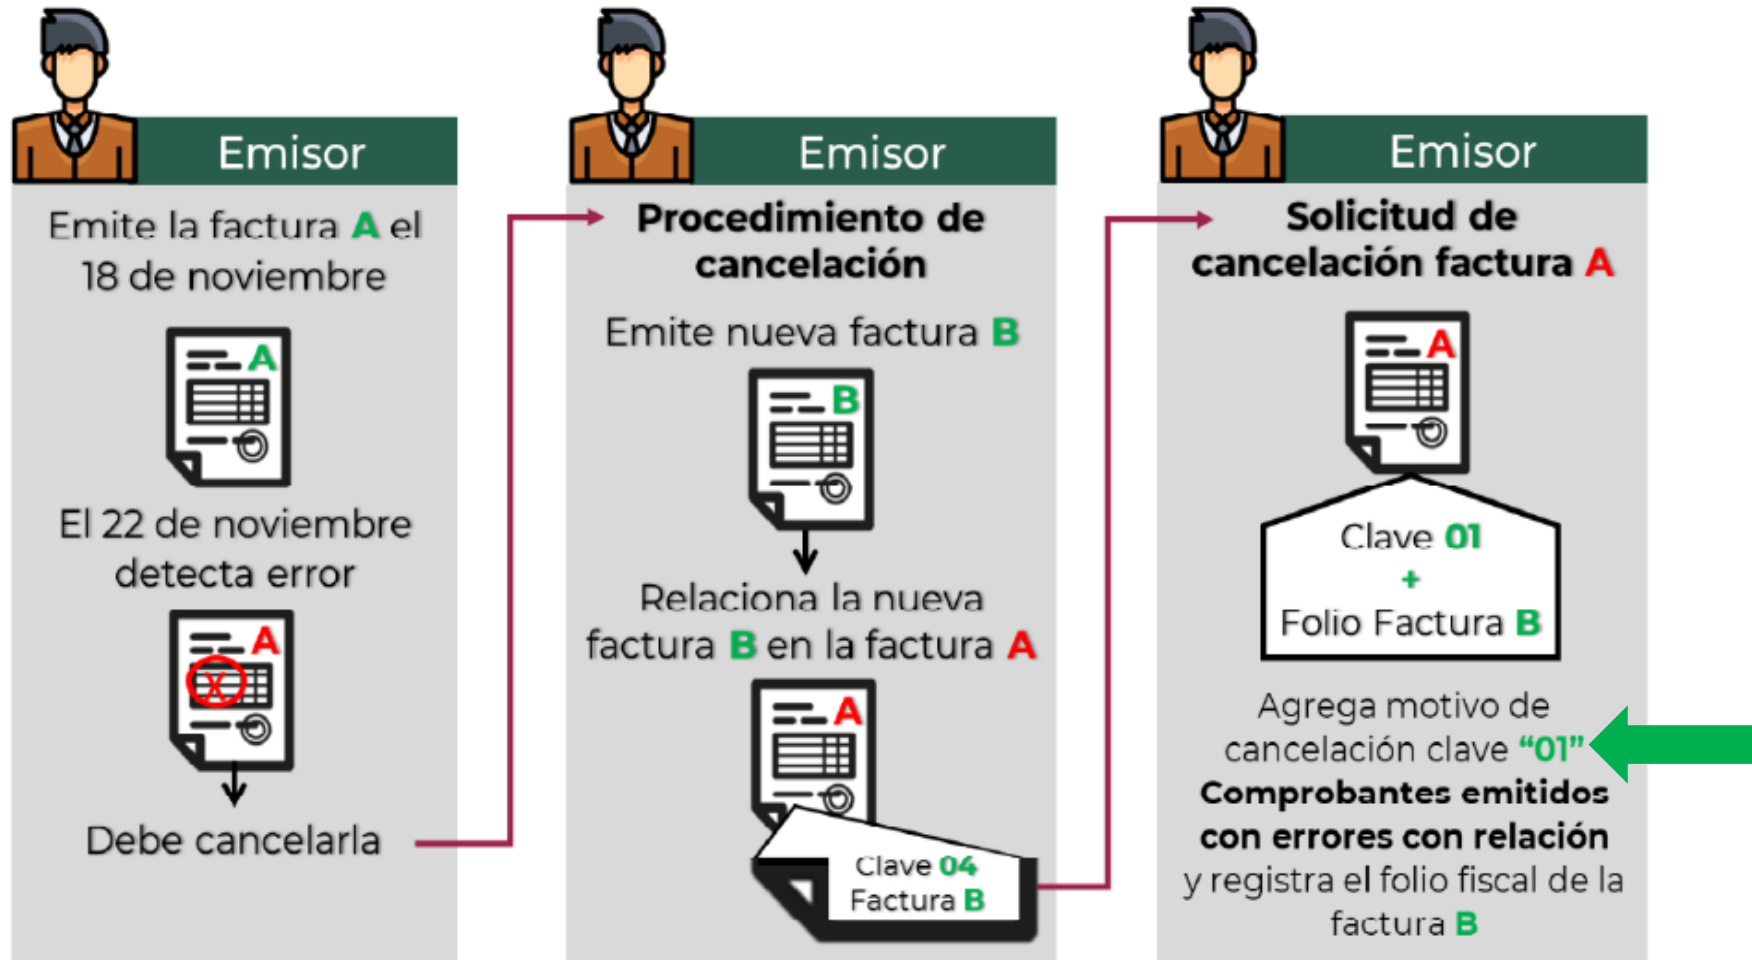 Emisor
Emite la factura A el
18 de noviembre
A
El 22 de noviembre
detecta error
A
X
Debe cancelarla
Emisor
Procedimiento de
cancelación
Emite nueva factura B
B
Relaciona la nueva
factura B en la factura A
A
Clave 04
Factura B
Emisor
Solicitud de
cancelación factura A
A
Clave 01
+
Folio Factura B
Agrega motivo de
cancelación clave “01”
Comprobantes emitidos
con errores con relación
y registra el folio fiscal de la
factura B